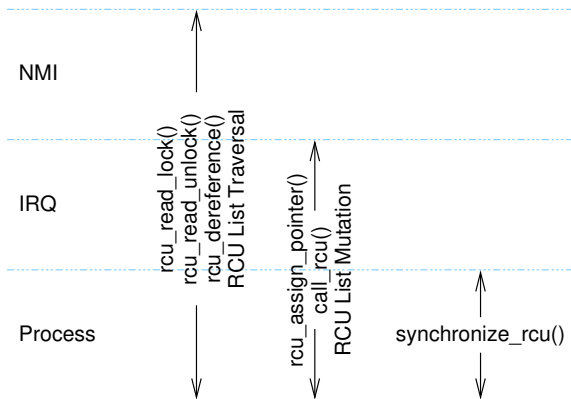 NMI
rcu_read_lock()
rcu_read_unlock()
rcu_dereference()
RCU List Traversal
IRQ
rcu_assign_pointer()
call_rcu()
RCU List Mutation
Process
synchronize_rcu()